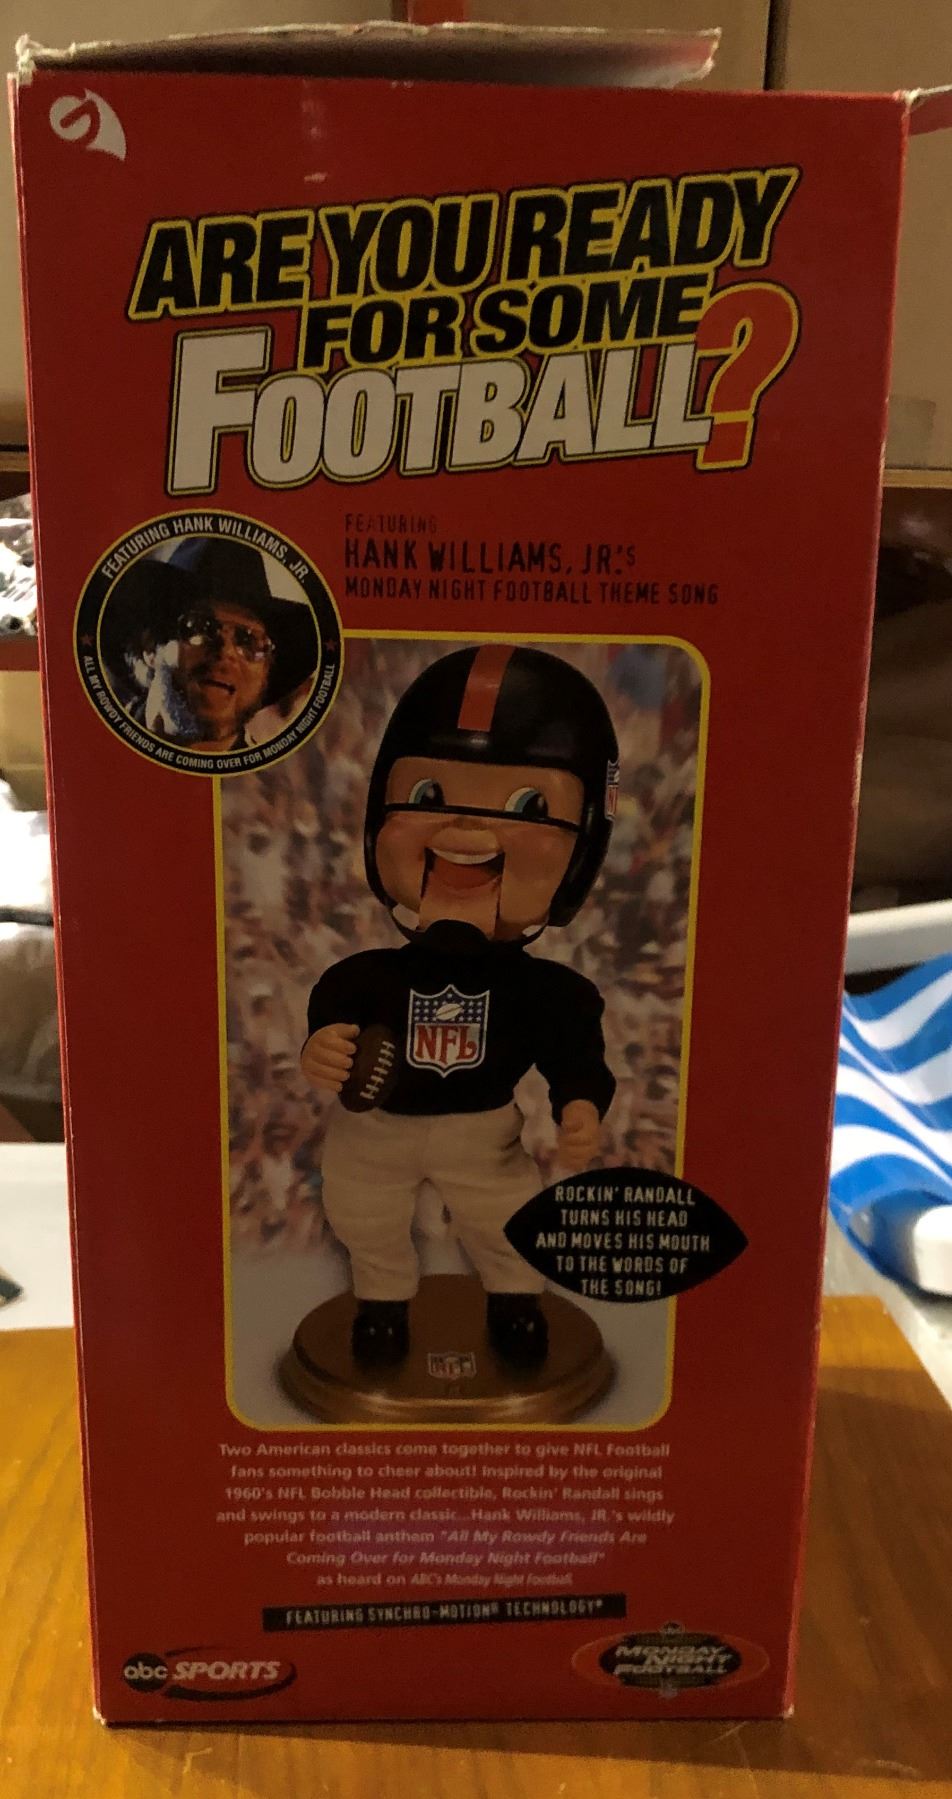 ARE YOU READY
FOR SOME
FOOTBALL?
FEATURING HANK WILLIAMS, JR.
ALL MY ROWDY FRIENDS ARE COMING OVER FOR MONDAY NIGHT FOOTBALL
FEATURING
HANK WILLIAMS, JR.'S
MONDAY NIGHT FOOTBALL THEME SONG
NFL
ROCKIN' RANDALL
TURNS HIS HEAD
AND MOVES HIS MOUTH
TO THE WORDS OF
THE SONG!
NFL
Two American classics come together to give NFL Football
fans something to cheer about! Inspired by the original
1960's NFL Bobble Head collectible, Rockin' Randall sings
and swings to a modern classic...Hank Williams, JR.'s wildly
popular football anthem "All My Rowdy Friends Are
Coming Over for Monday Night Football"
as heard on ABC's Monday Night Football.
FEATURING SYNCHRO-MOTION® TECHNOLOGY*
abc SPORTS
MONDAY
NIGHT
FOOTBALL